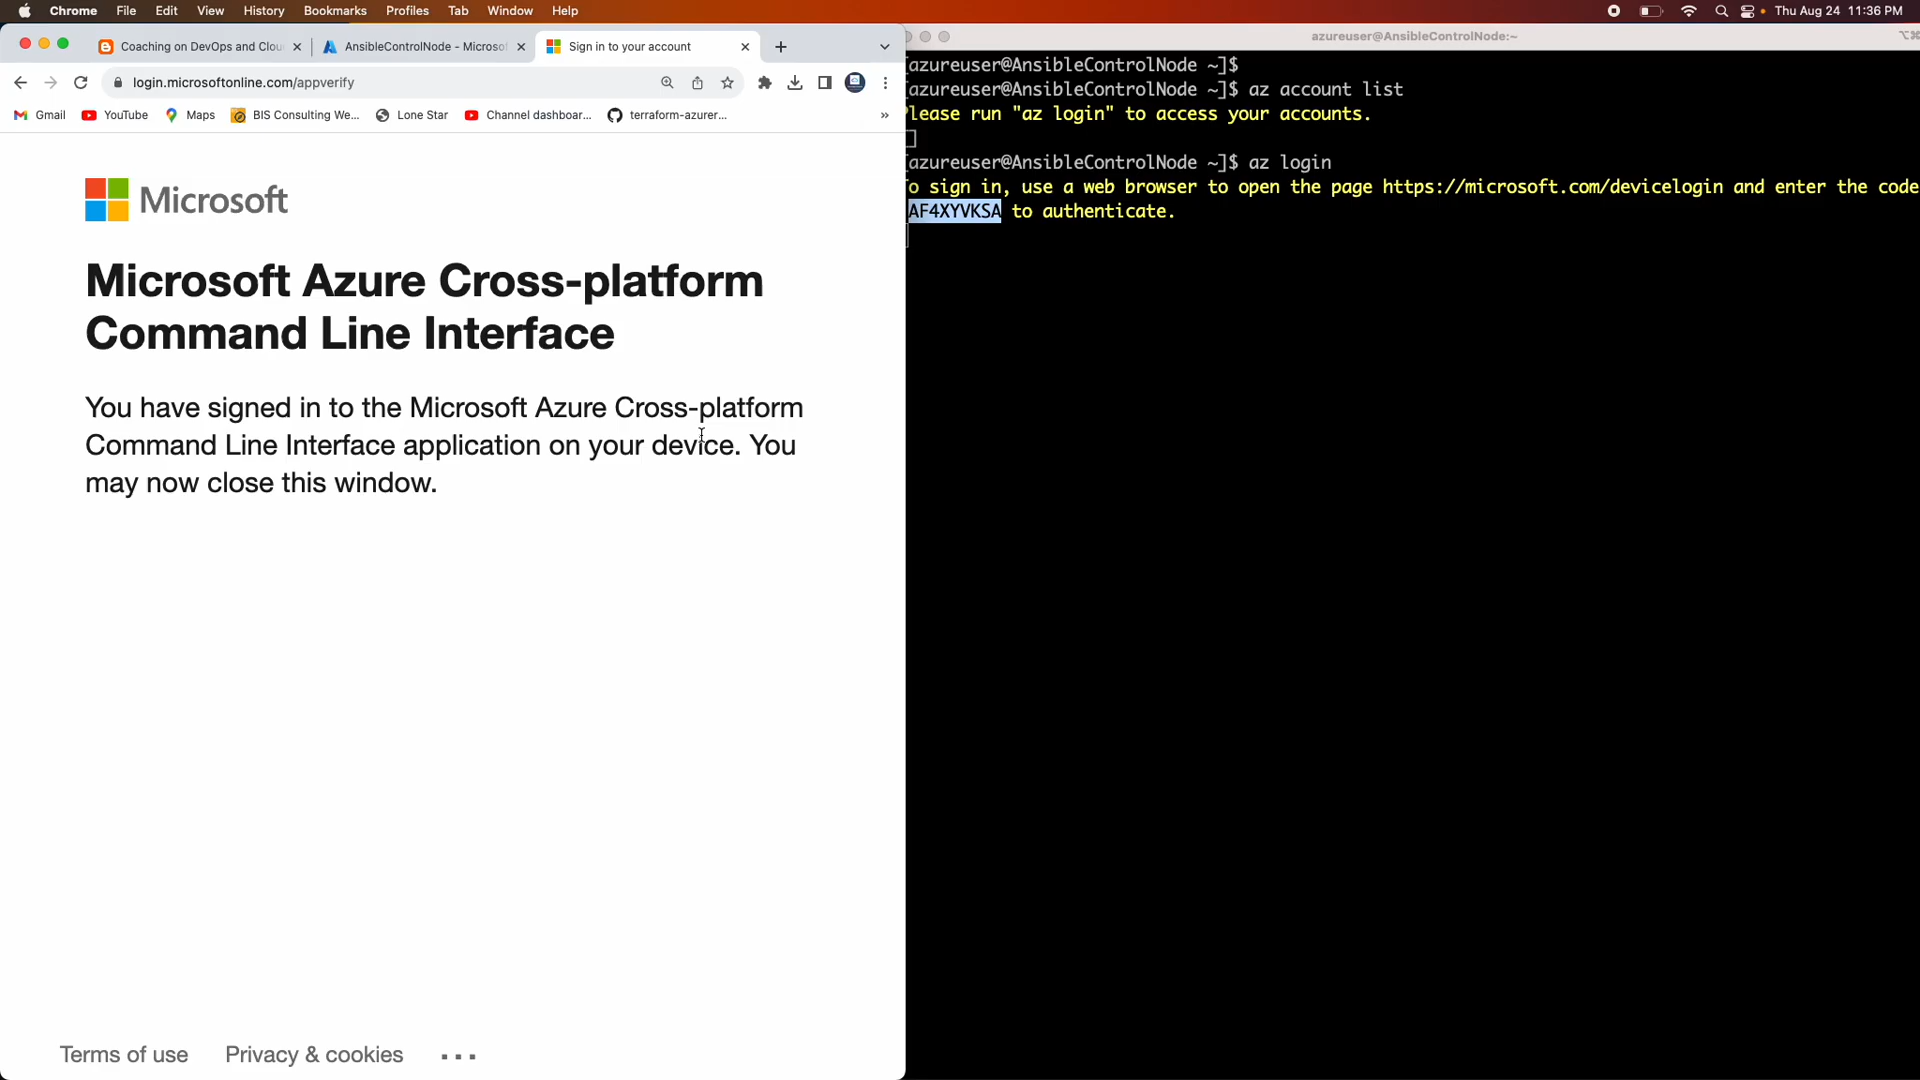 Chrome File Edit View History Bookmarks Profiles Tab Window Help Thu Aug 24 11:36 PM
Coaching on DevOps and Clou AnsibleControlNode - Microsof Sign in to your account
login.microsoftonline.com/appverify
Gmail YouTube Maps BIS Consulting We... Lone Star Channel dashboar... terraform-azurer... »
Microsoft
Microsoft Azure Cross-platform
Command Line Interface
You have signed in to the Microsoft Azure Cross-platform
Command Line Interface application on your device. You
may now close this window.
Terms of use Privacy & cookies ...
azureuser@AnsibleControlNode:~
[azureuser@AnsibleControlNode ~]$
[azureuser@AnsibleControlNode ~]$ az account list
Please run "az login" to access your accounts.
[]
[azureuser@AnsibleControlNode ~]$ az login
To sign in, use a web browser to open the page https://microsoft.com/devicelogin and enter the code
AF4XYVKSA to authenticate.